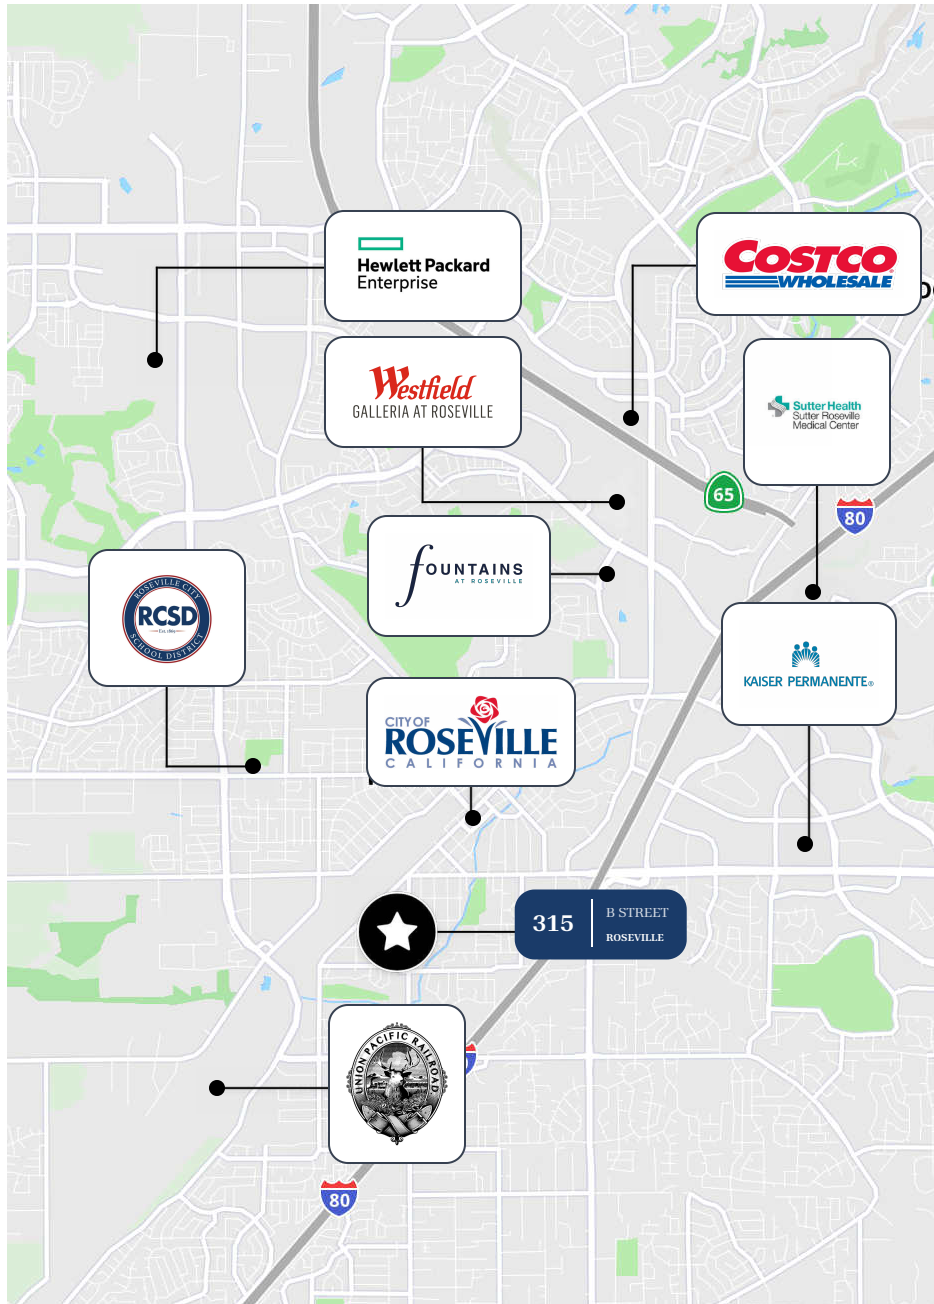 Hewlett Packard
Enterprise
COSTCO
WHOLESALE
Westfield
GALLERIA AT ROSEVILLE
Sutter Health
Sutter Roseville
Medical Center
65
80
FOUNTAINS
AT ROSEVILLE
ROSEVILLE CITY
RCSD
Est. 1869
SCHOOL DISTRICT
KAISER PERMANENTE®
CITY OF
ROSEVILLE
CALIFORNIA
315
B STREET
ROSEVILLE
UNION PACIFIC RAILROAD
80